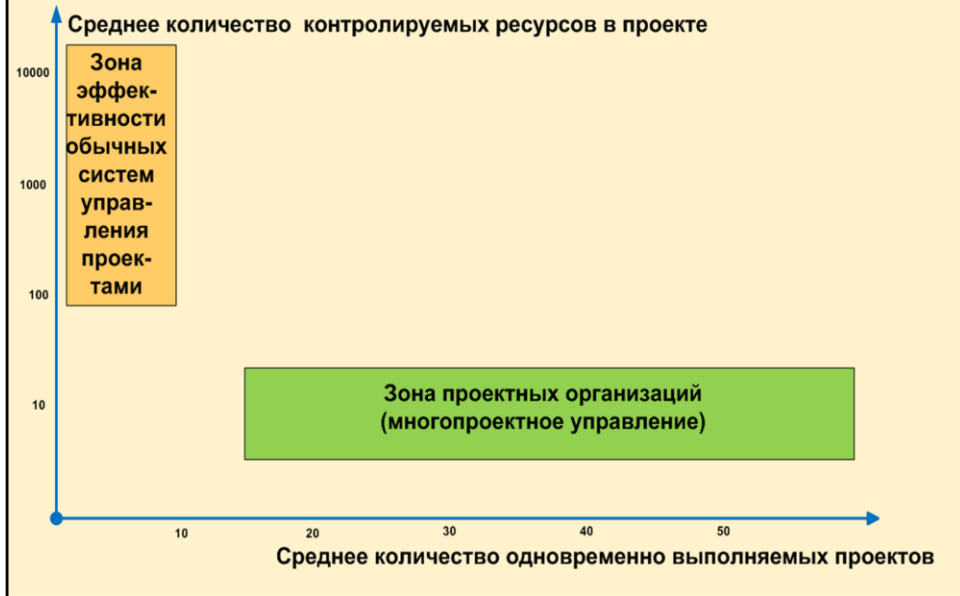 Среднее количество контролируемых ресурсов в проекте
10000
1000
100
10
Зона
эффек-
тивности
обычных
систем
управ-
ления
проек-
тами
Зона проектных организаций
(многопроектное управление)
10
20
30
40
50
Среднее количество одновременно выполняемых проектов